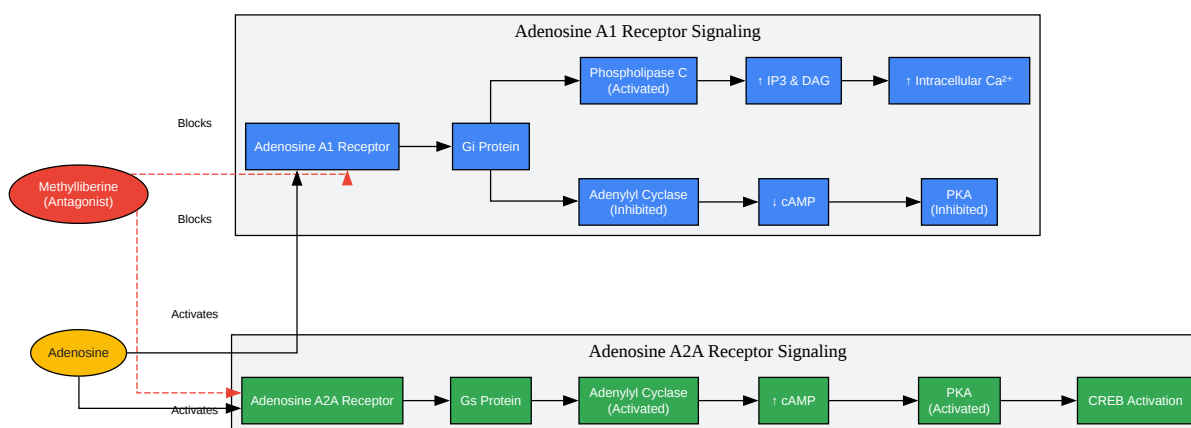 Adenosine A1 Receptor Signaling
Phospholipase C
(Activated)
↑ IP3 & DAG
↑ Intracellular Ca²⁺
Blocks
Adenosine A1 Receptor
Gi Protein
Methylliberine
(Antagonist)
Adenylyl Cyclase
(Inhibited)
↓ cAMP
PKA
(Inhibited)
Blocks
Activates
Adenosine
Adenosine A2A Receptor Signaling
Activates
Adenosine A2A Receptor
Gs Protein
Adenylyl Cyclase
(Activated)
↑ cAMP
PKA
(Activated)
CREB Activation